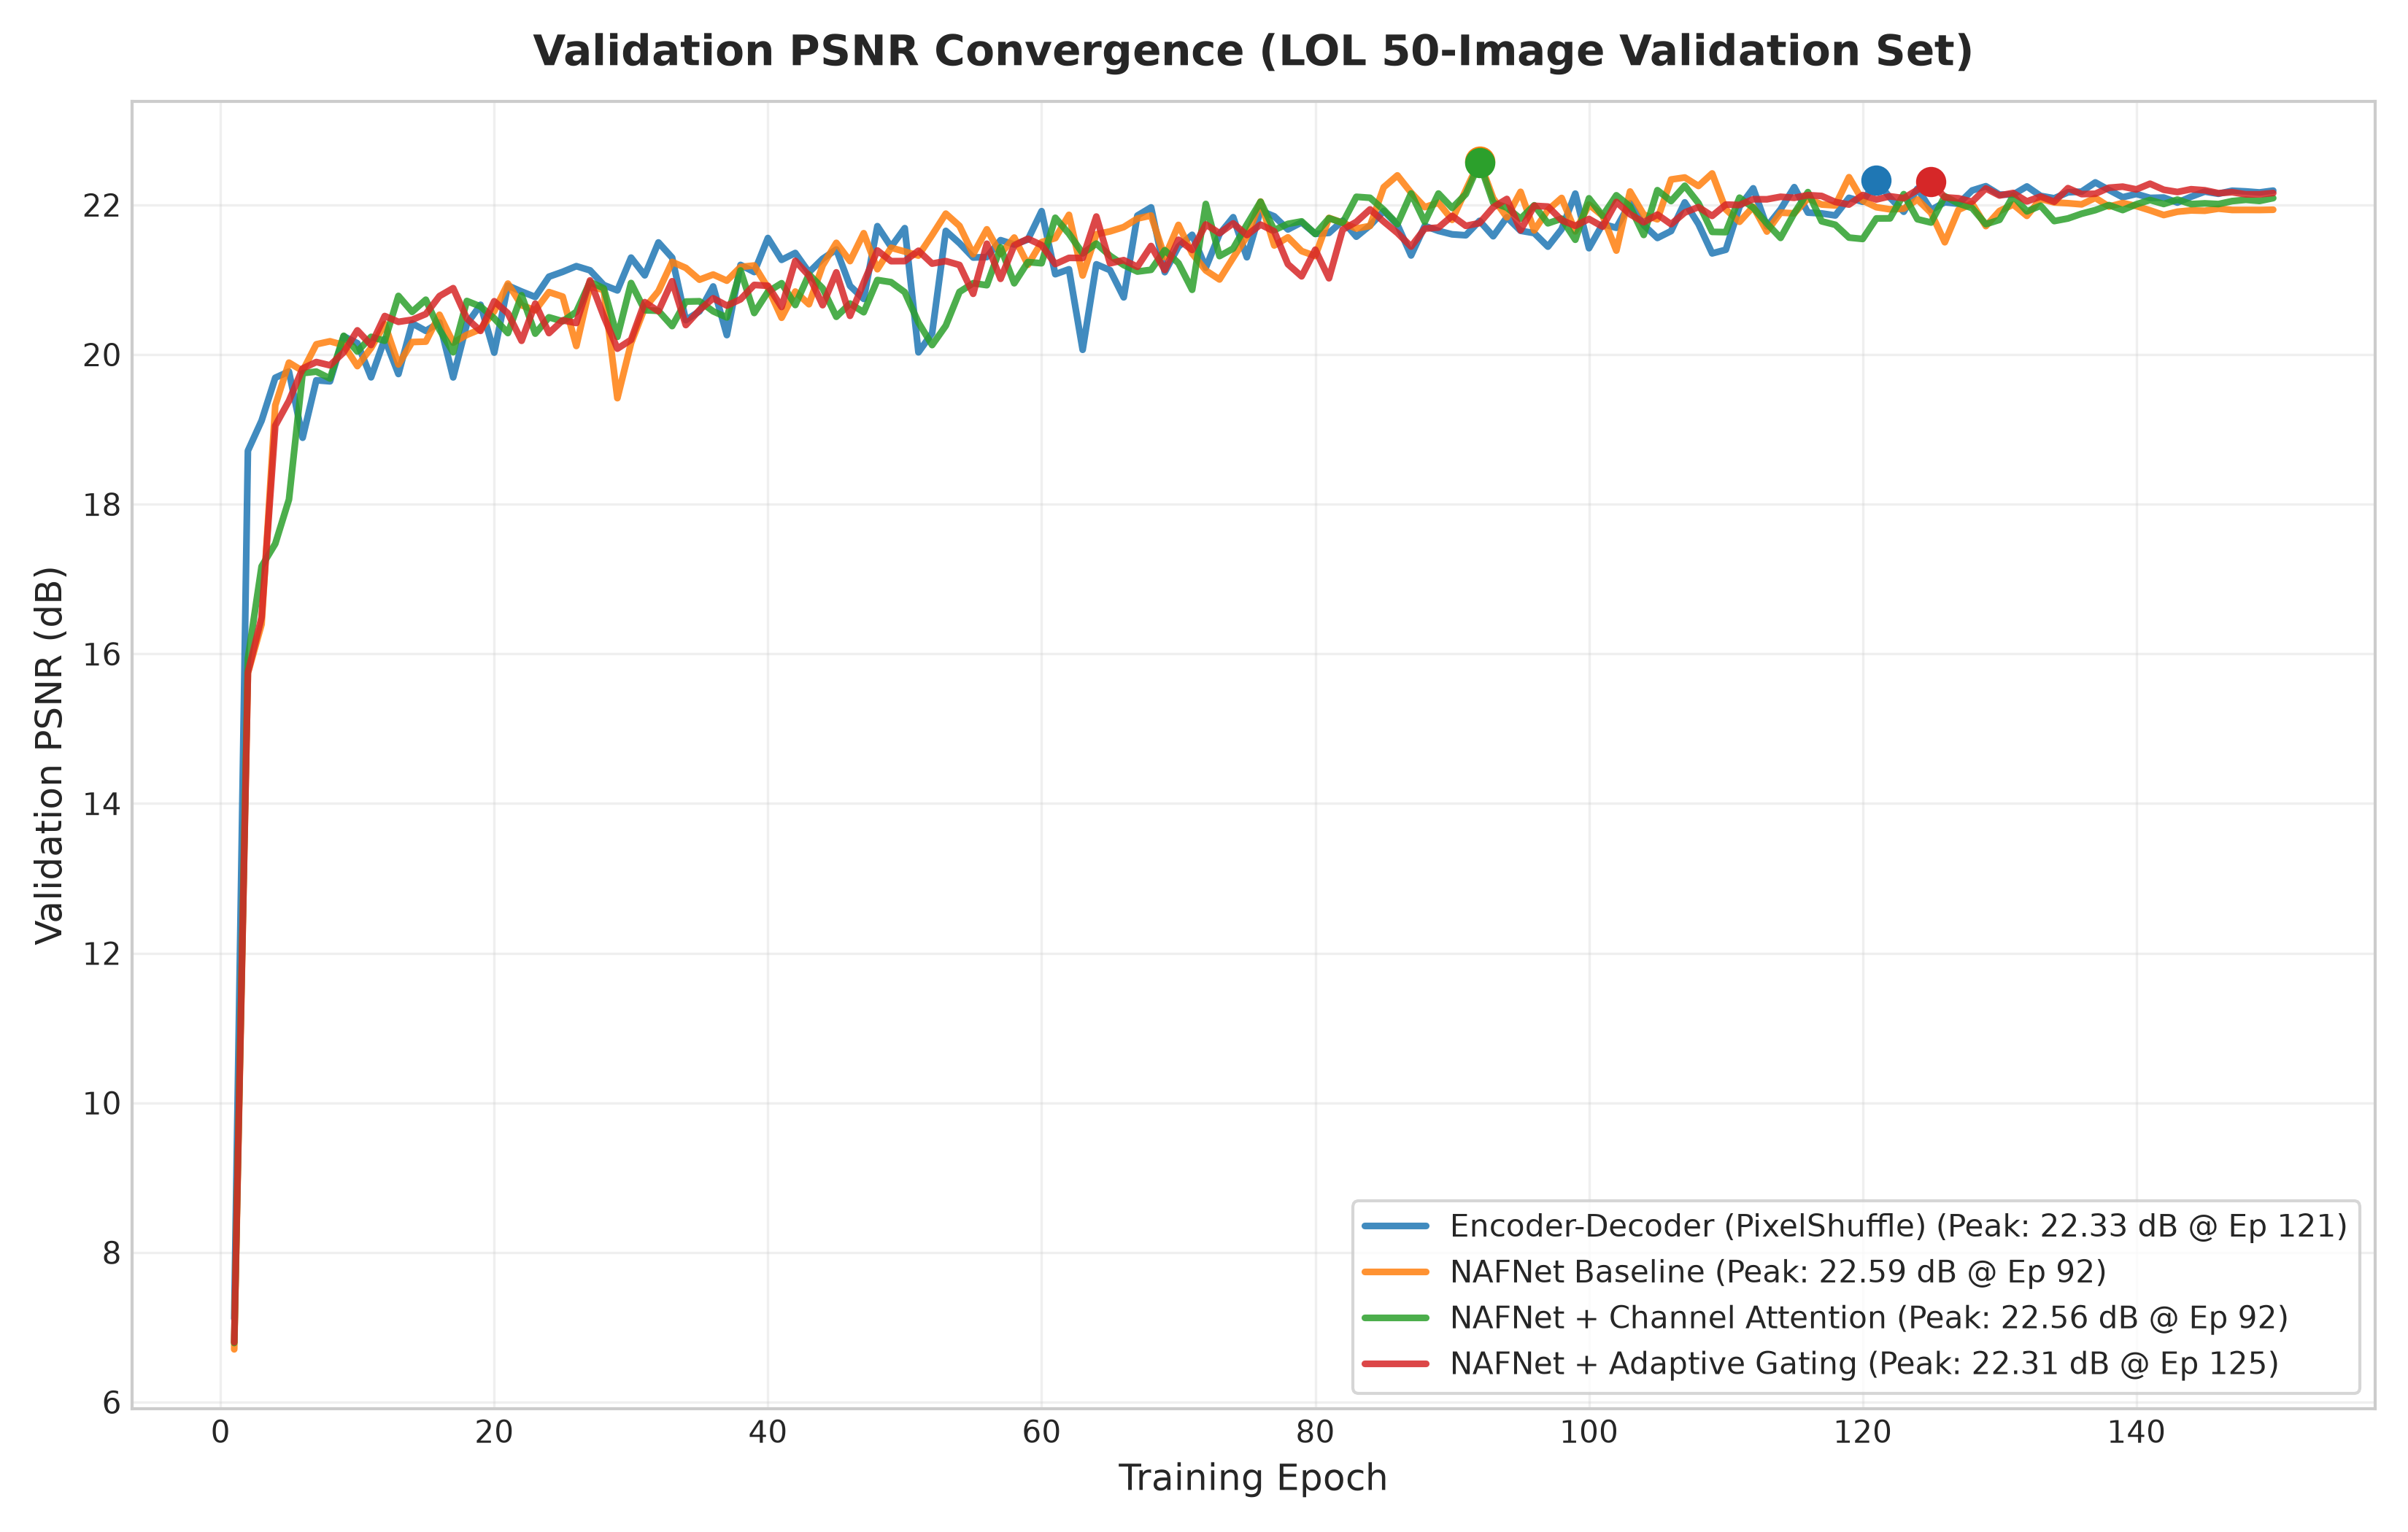 Validation PSNR Convergence (LOL 50-Image Validation Set)
Validation PSNR (dB)
22
20
18
16
14
12
10
8
6
0 20 40 60 80 100 120 140
Training Epoch
Encoder-Decoder (PixelShuffle) (Peak: 22.33 dB @ Ep 121)
NAFNet Baseline (Peak: 22.59 dB @ Ep 92)
NAFNet + Channel Attention (Peak: 22.56 dB @ Ep 92)
NAFNet + Adaptive Gating (Peak: 22.31 dB @ Ep 125)